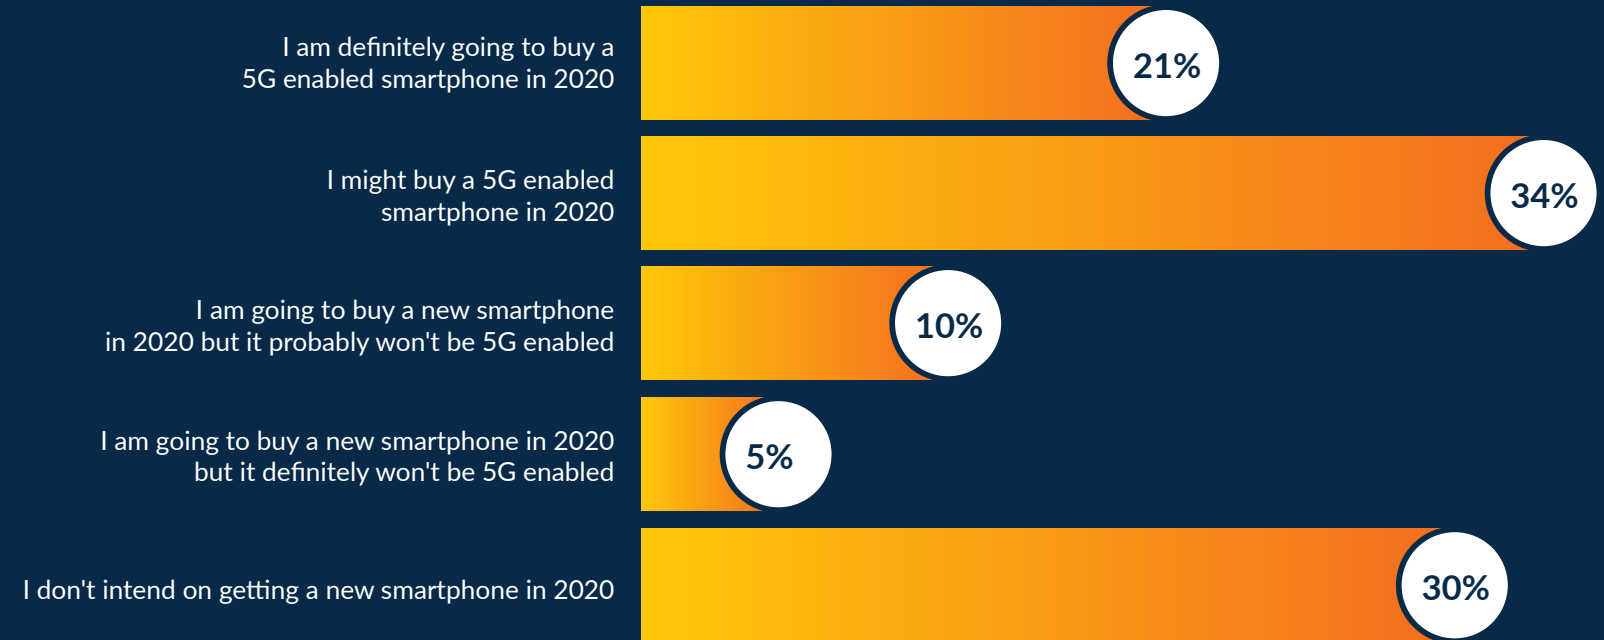 I am definitely going to buy a
5G enabled smartphone in 2020
21%
I might buy a 5G enabled
smartphone in 2020
34%
I am going to buy a new smartphone
in 2020 but it probably won't be 5G enabled
10%
I am going to buy a new smartphone in 2020
but it definitely won't be 5G enabled
5%
I don't intend on getting a new smartphone in 2020
30%